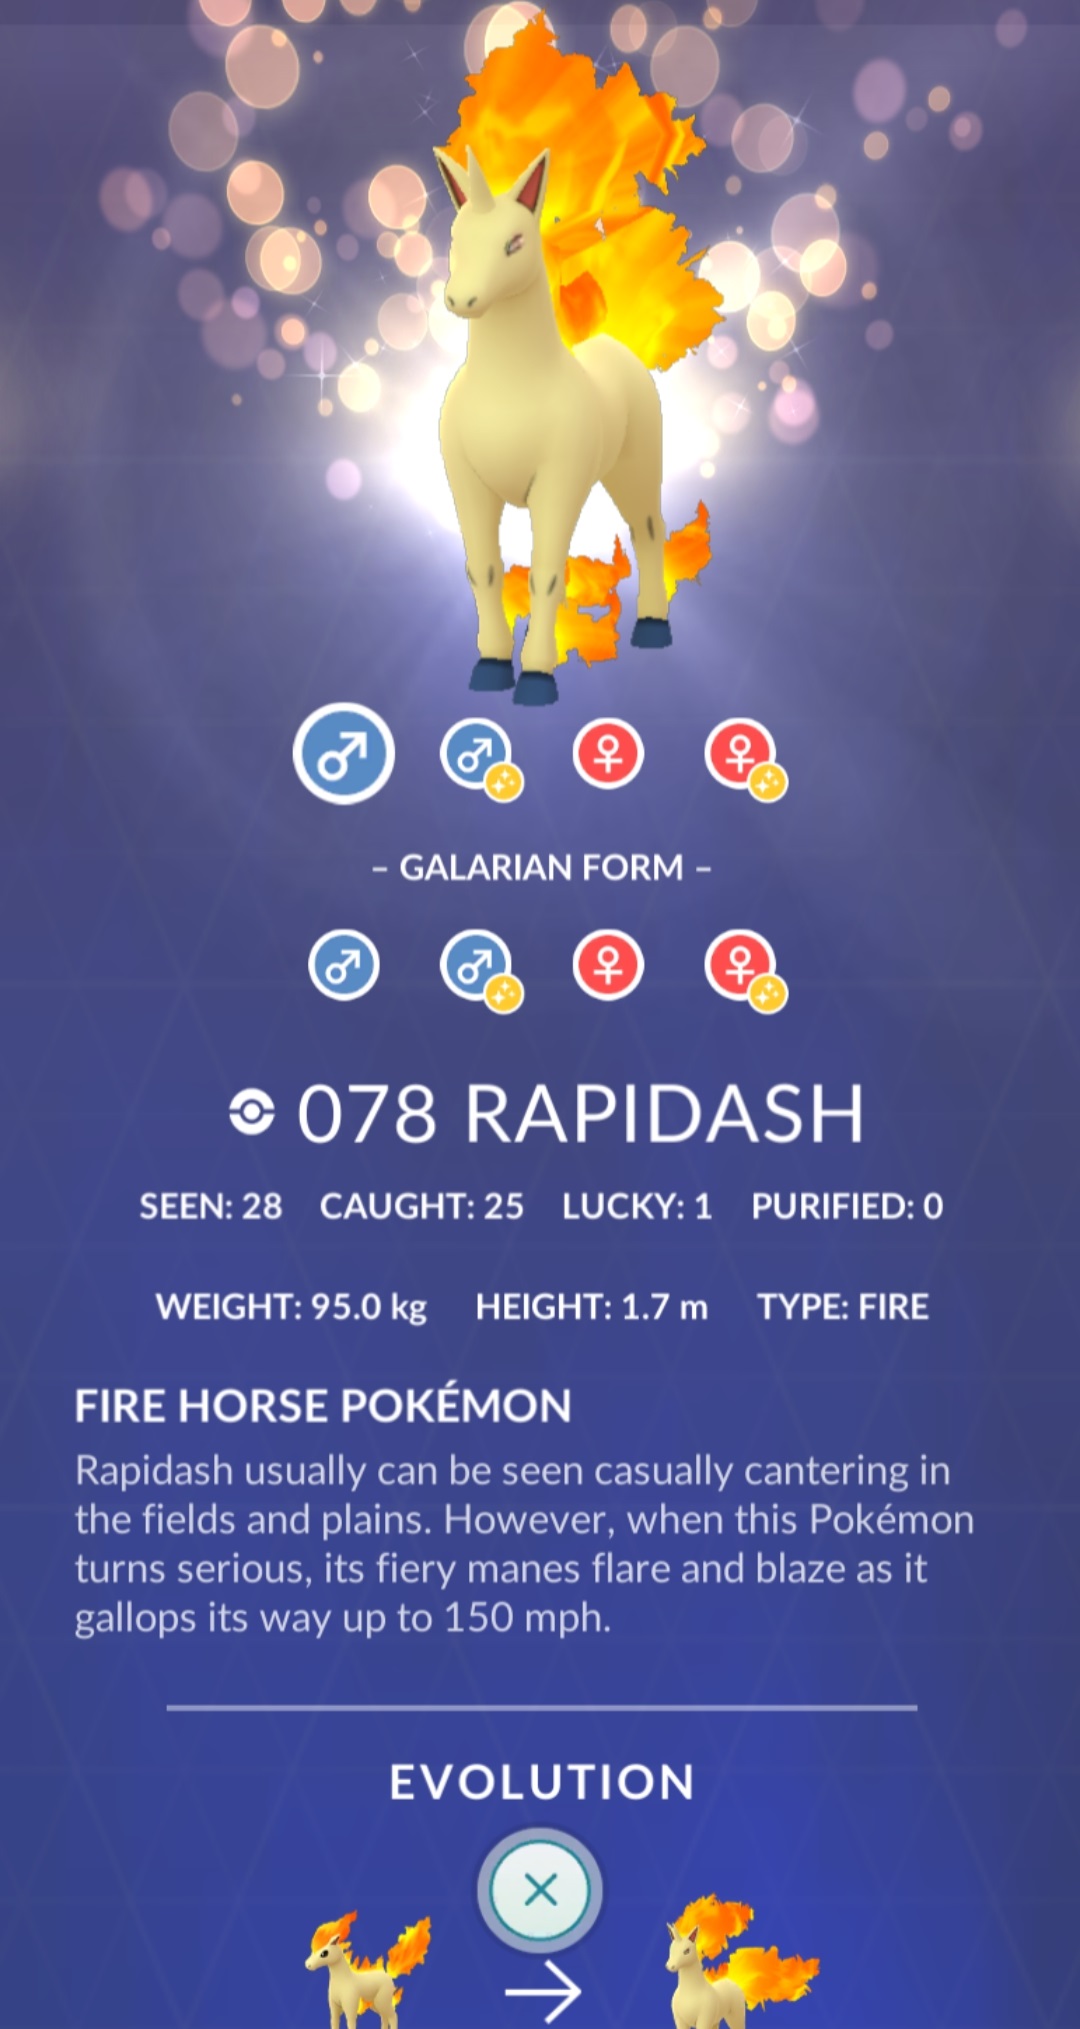 – GALARIAN FORM –
078 RAPIDASH
SEEN: 28 CAUGHT: 25 LUCKY: 1 PURIFIED: 0
WEIGHT: 95.0 kg HEIGHT: 1.7 m TYPE: FIRE
FIRE HORSE POKÉMON
Rapidash usually can be seen casually cantering in
the fields and plains. However, when this Pokémon
turns serious, its fiery manes flare and blaze as it
gallops its way up to 150 mph.
EVOLUTION